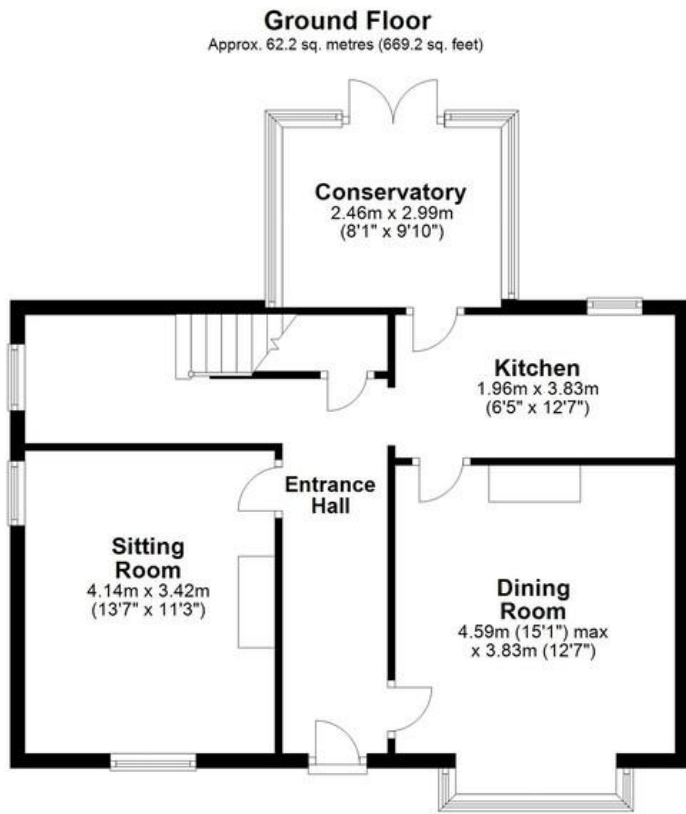 Ground Floor
Approx. 62.2 sq. metres (669.2 sq. feet)
Conservatory
2.46m x 2.99m
(8'1" x 9'10")
Kitchen
1.96m x 3.83m
(6'5" x 12'7")
Entrance
Hall
Sitting
Room
4.14m x 3.42m
(13'7" x 11'3")
Dining
Room
4.59m (15'1") max
x 3.83m (12'7")